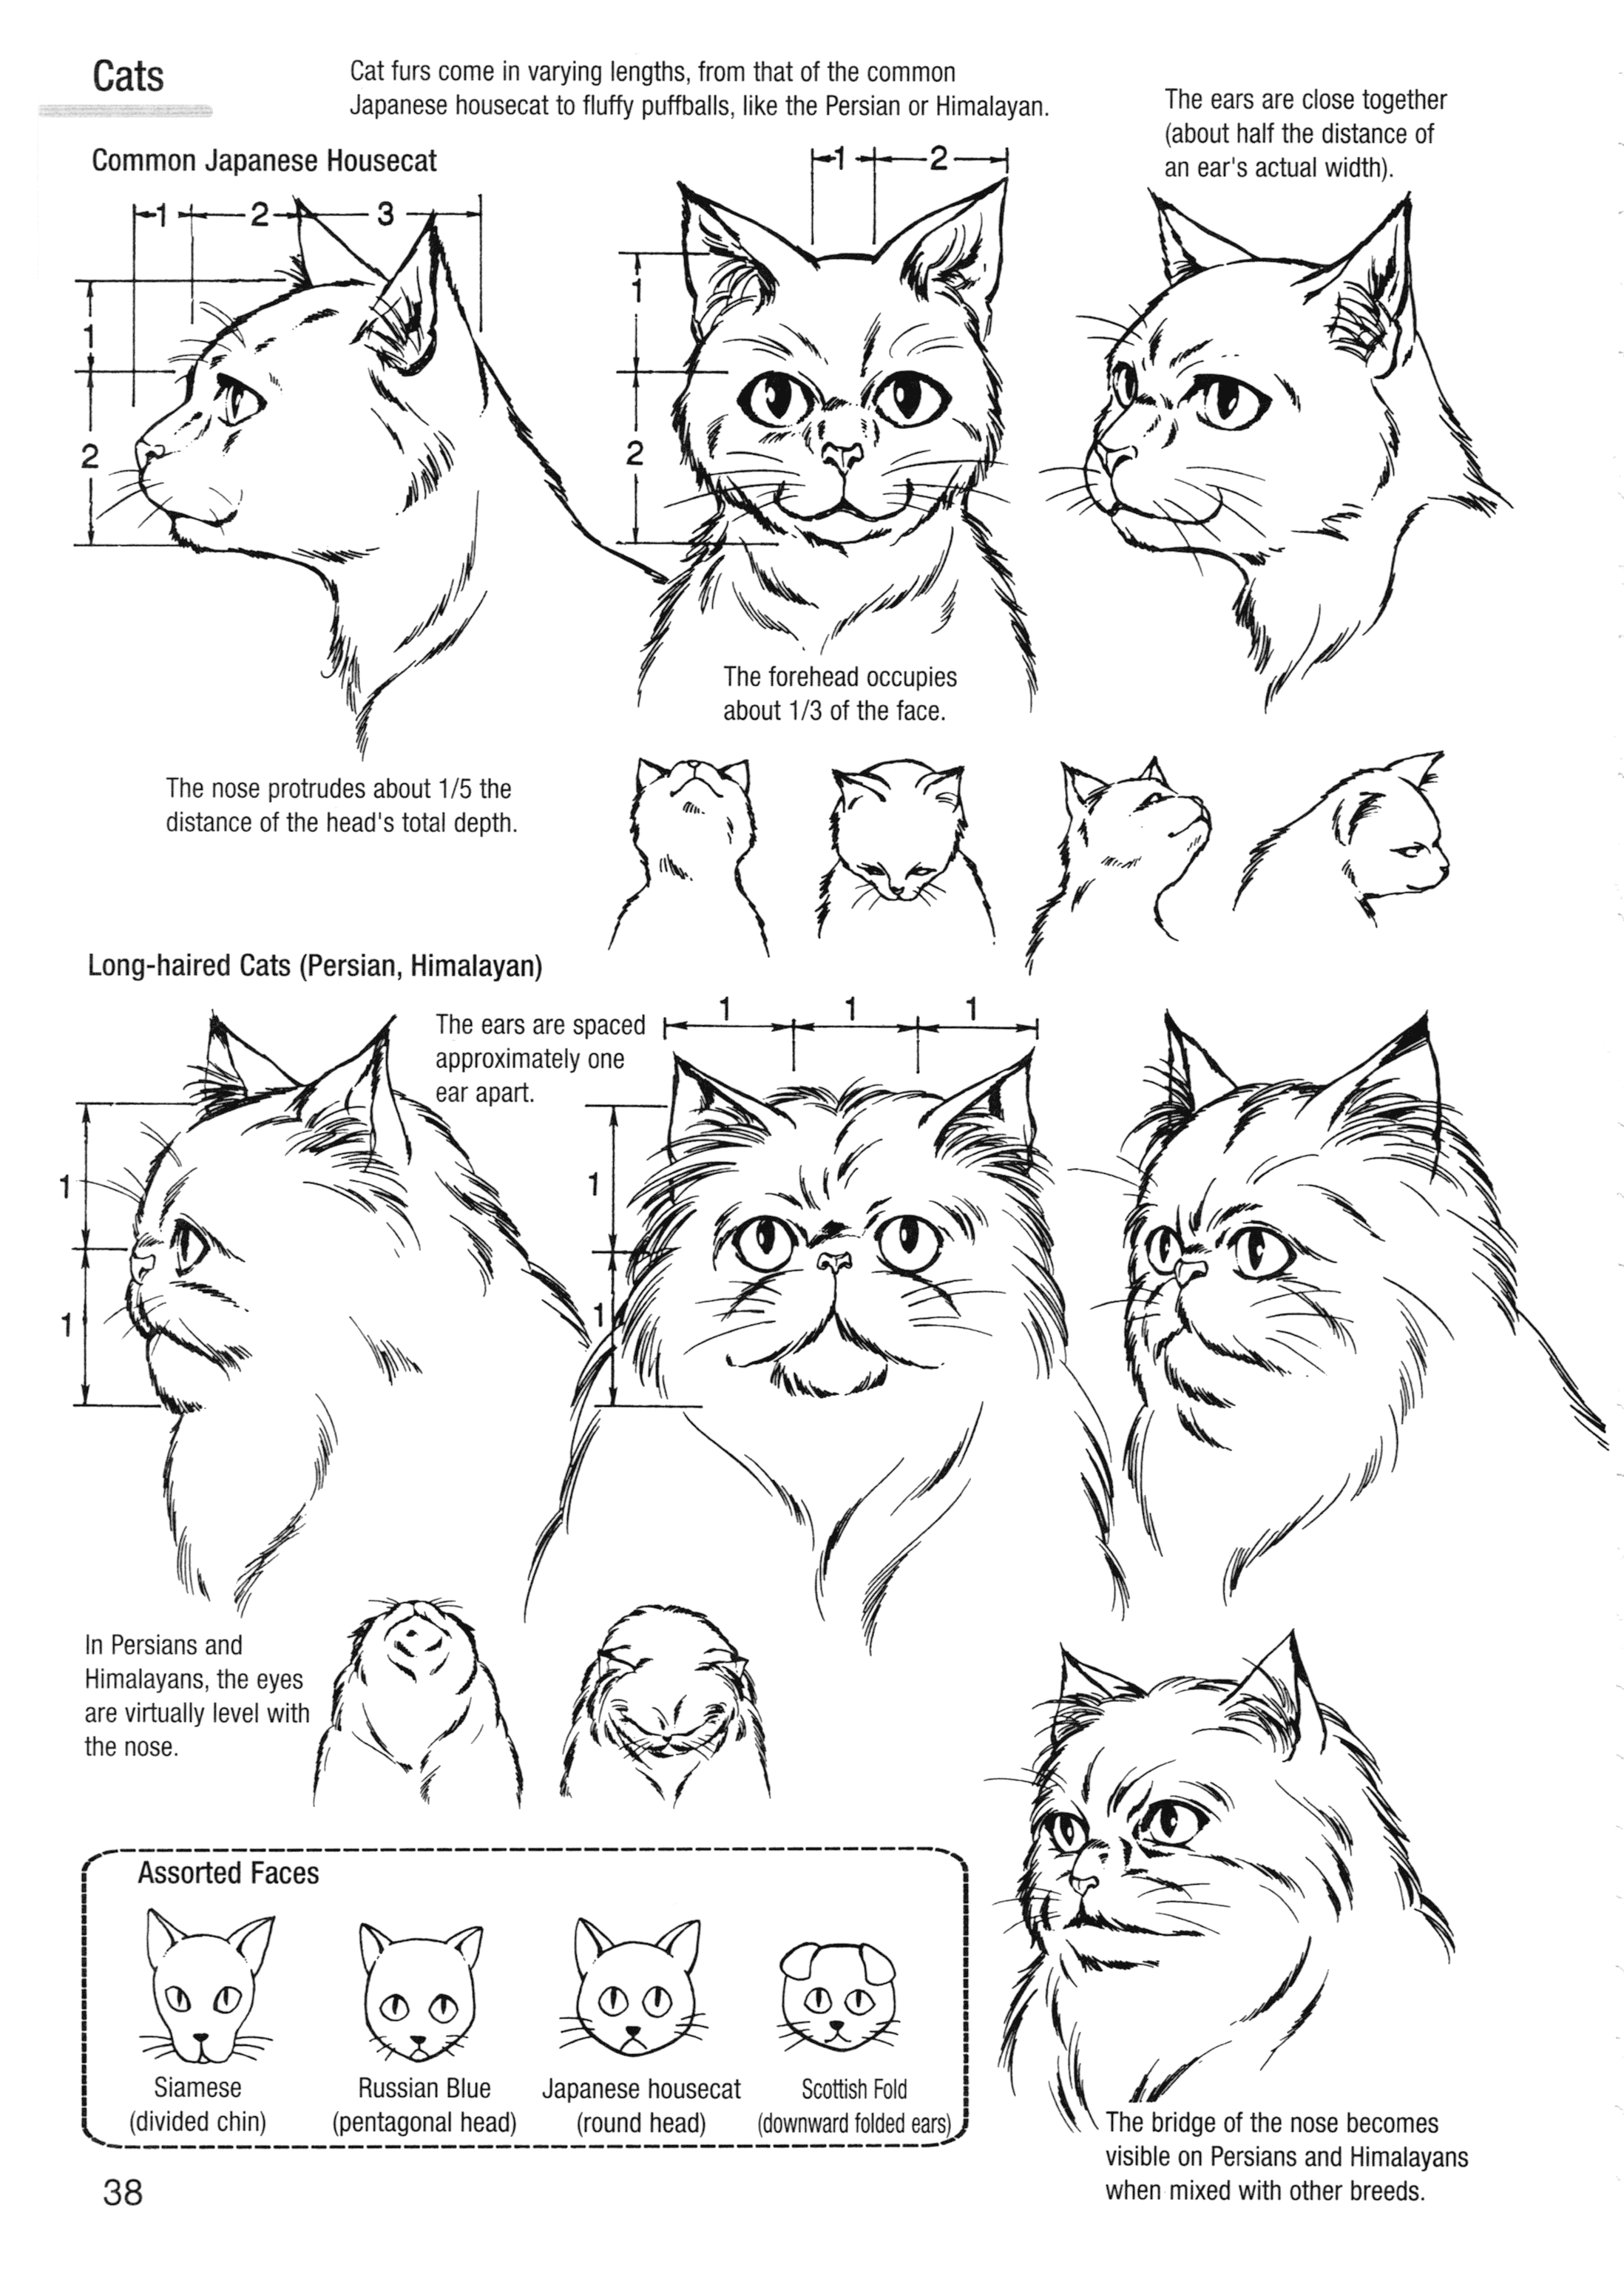 Cats
Cat furs come in varying lengths, from that of the common
Japanese housecat to fluffy puffballs, like the Persian or Himalayan.
The ears are close together
(about half the distance of
an ear's actual width).
Common Japanese Housecat
1 2 3
1 2
1
2
1
2
The forehead occupies
about 1/3 of the face.
The nose protrudes about 1/5 the
distance of the head's total depth.
Long-haired Cats (Persian, Himalayan)
The ears are spaced
approximately one
ear apart.
1 1 1
1
1
1
1
In Persians and
Himalayans, the eyes
are virtually level with
the nose.
Assorted Faces
Siamese
(divided chin)
Russian Blue
(pentagonal head)
Japanese housecat
(round head)
Scottish Fold
(downward folded ears)
The bridge of the nose becomes
visible on Persians and Himalayans
when mixed with other breeds.
38